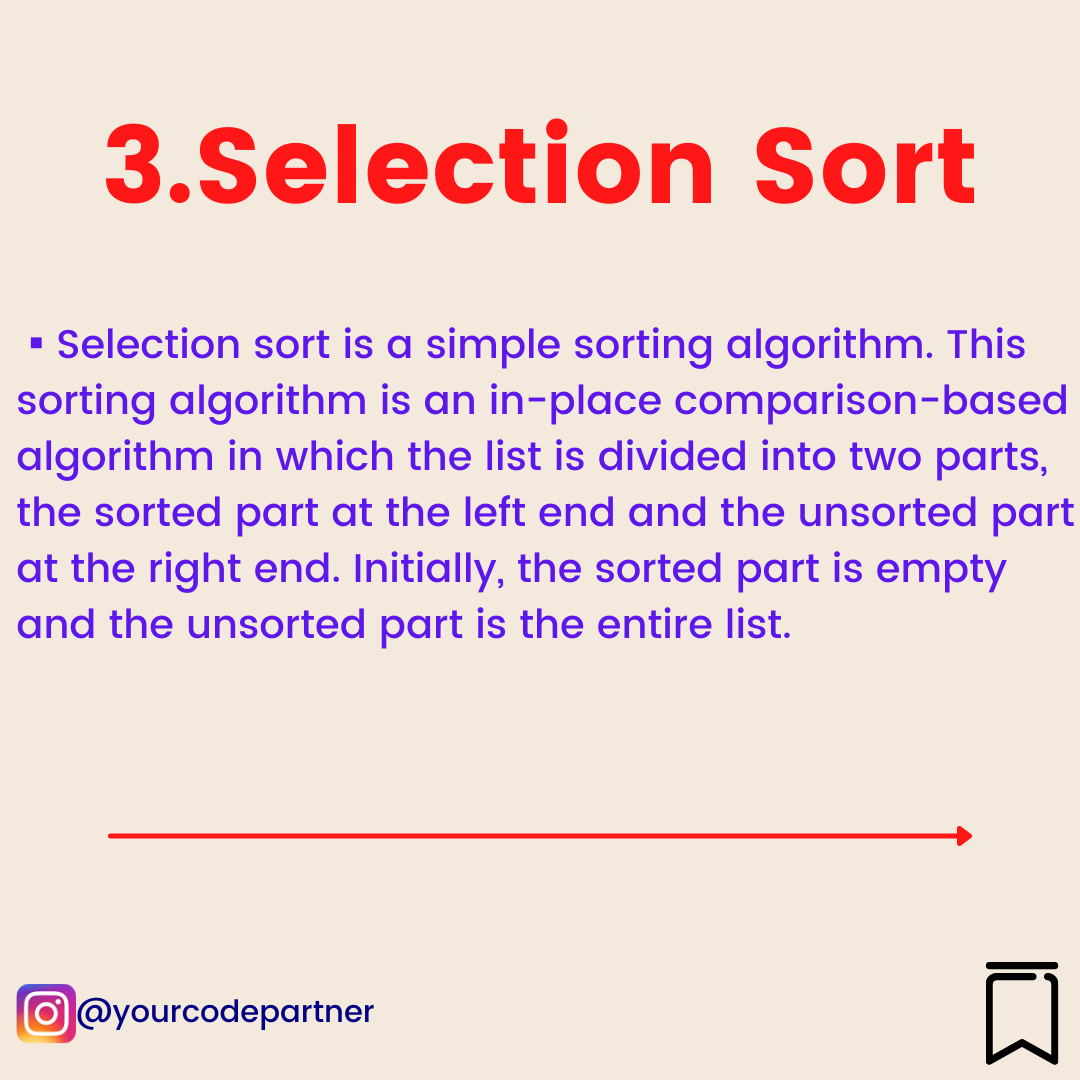 3.Selection Sort
▪ Selection sort is a simple sorting algorithm. This
sorting algorithm is an in-place comparison-based
algorithm in which the list is divided into two parts,
the sorted part at the left end and the unsorted part
at the right end. Initially, the sorted part is empty
and the unsorted part is the entire list.
@yourcodepartner